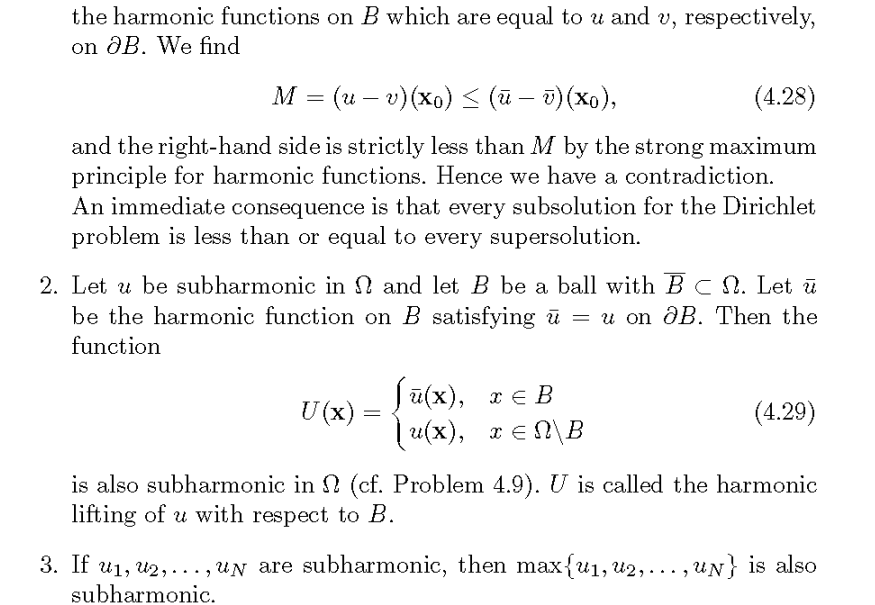 the harmonic functions on B which are equal to u and v, respectively,
on ∂B. We find
M = (u − v)(x₀) ≤ (ū − v̄)(x₀), (4.28)
and the right-hand side is strictly less than M by the strong maximum
principle for harmonic functions. Hence we have a contradiction.
An immediate consequence is that every subsolution for the Dirichlet
problem is less than or equal to every supersolution.
2. Let u be subharmonic in Ω and let B be a ball with B̅ ⊂ Ω. Let ū
be the harmonic function on B satisfying ū = u on ∂B. Then the
function
U(x) = { ū(x), x ∈ B
u(x), x ∈ Ω\B (4.29)
is also subharmonic in Ω (cf. Problem 4.9). U is called the harmonic
lifting of u with respect to B.
3. If u₁, u₂, . . . , u_N are subharmonic, then max{u₁, u₂, . . . , u_N} is also
subharmonic.